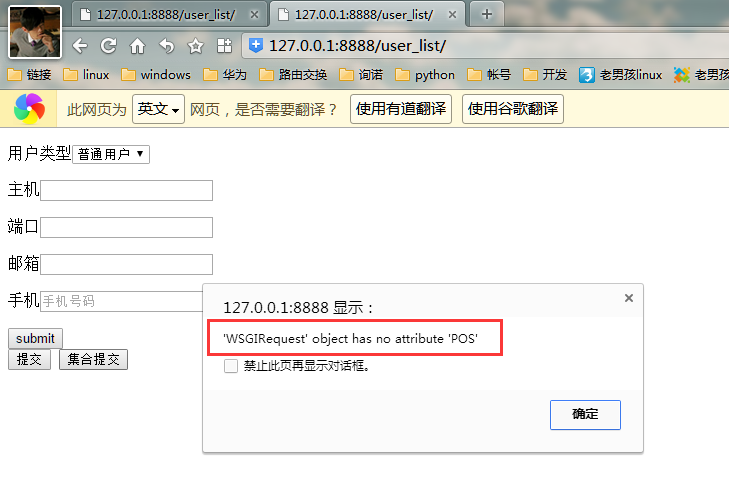 127.0.0.1:8888/user_list/ 127.0.0.1:8888/user_list/
127.0.0.1:8888/user_list/
链接 linux windows 华为 路由交换 询诺 python 帐号 开发 老男孩linux 老男孩
此网页为 英文 网页，是否需要翻译？ 使用有道翻译 使用谷歌翻译
用户类型 普通用户
主机
端口
邮箱
手机 手机号码
submit
提交 集合提交
127.0.0.1:8888 显示：
'WSGIRequest' object has no attribute 'POS'
禁止此页再显示对话框。
确定